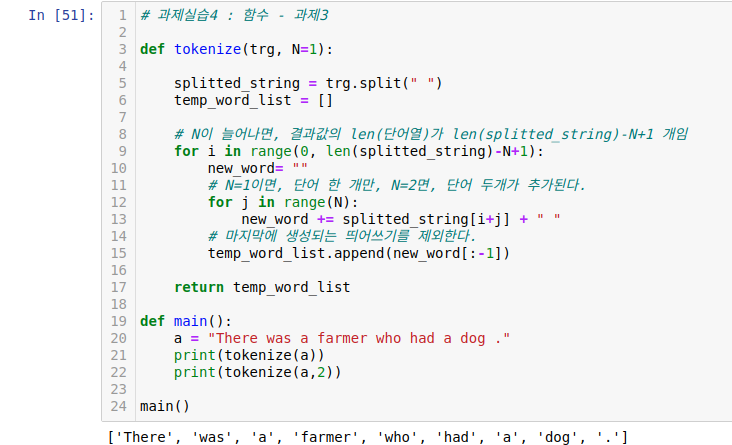 In [51]:
1 # 과제실습4 : 함수 - 과제3
2
3 def tokenize(trg, N=1):
4
5     splitted_string = trg.split(" ")
6     temp_word_list = []
7
8     # N이 늘어나면, 결과값의 len(단어열)가 len(splitted_string)-N+1 개임
9     for i in range(0, len(splitted_string)-N+1):
10         new_word= ""
11         # N=1이면, 단어 한 개만, N=2면, 단어 두개가 추가된다.
12         for j in range(N):
13             new_word += splitted_string[i+j] + " "
14         # 마지막에 생성되는 띄어쓰기를 제외한다.
15         temp_word_list.append(new_word[:-1])
16
17     return temp_word_list
18
19 def main():
20     a = "There was a farmer who had a dog ."
21     print(tokenize(a))
22     print(tokenize(a,2))
23
24 main()
['There', 'was', 'a', 'farmer', 'who', 'had', 'a', 'dog', '.']